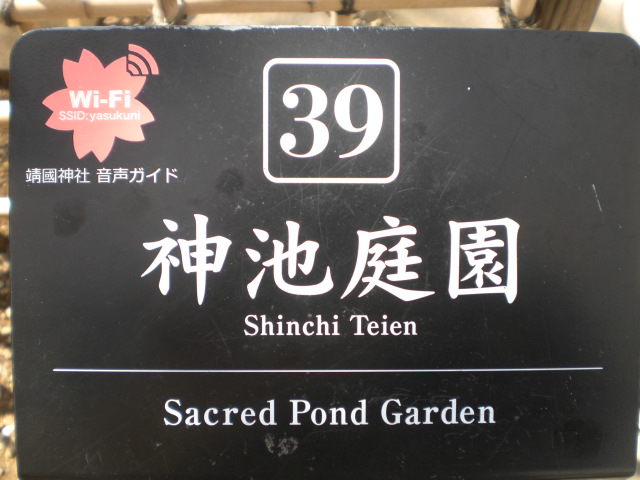 Wi-Fi
SSID:yasukuni
靖國神社 音声ガイド
39
神池庭園
Shinchi Teien
Sacred Pond Garden